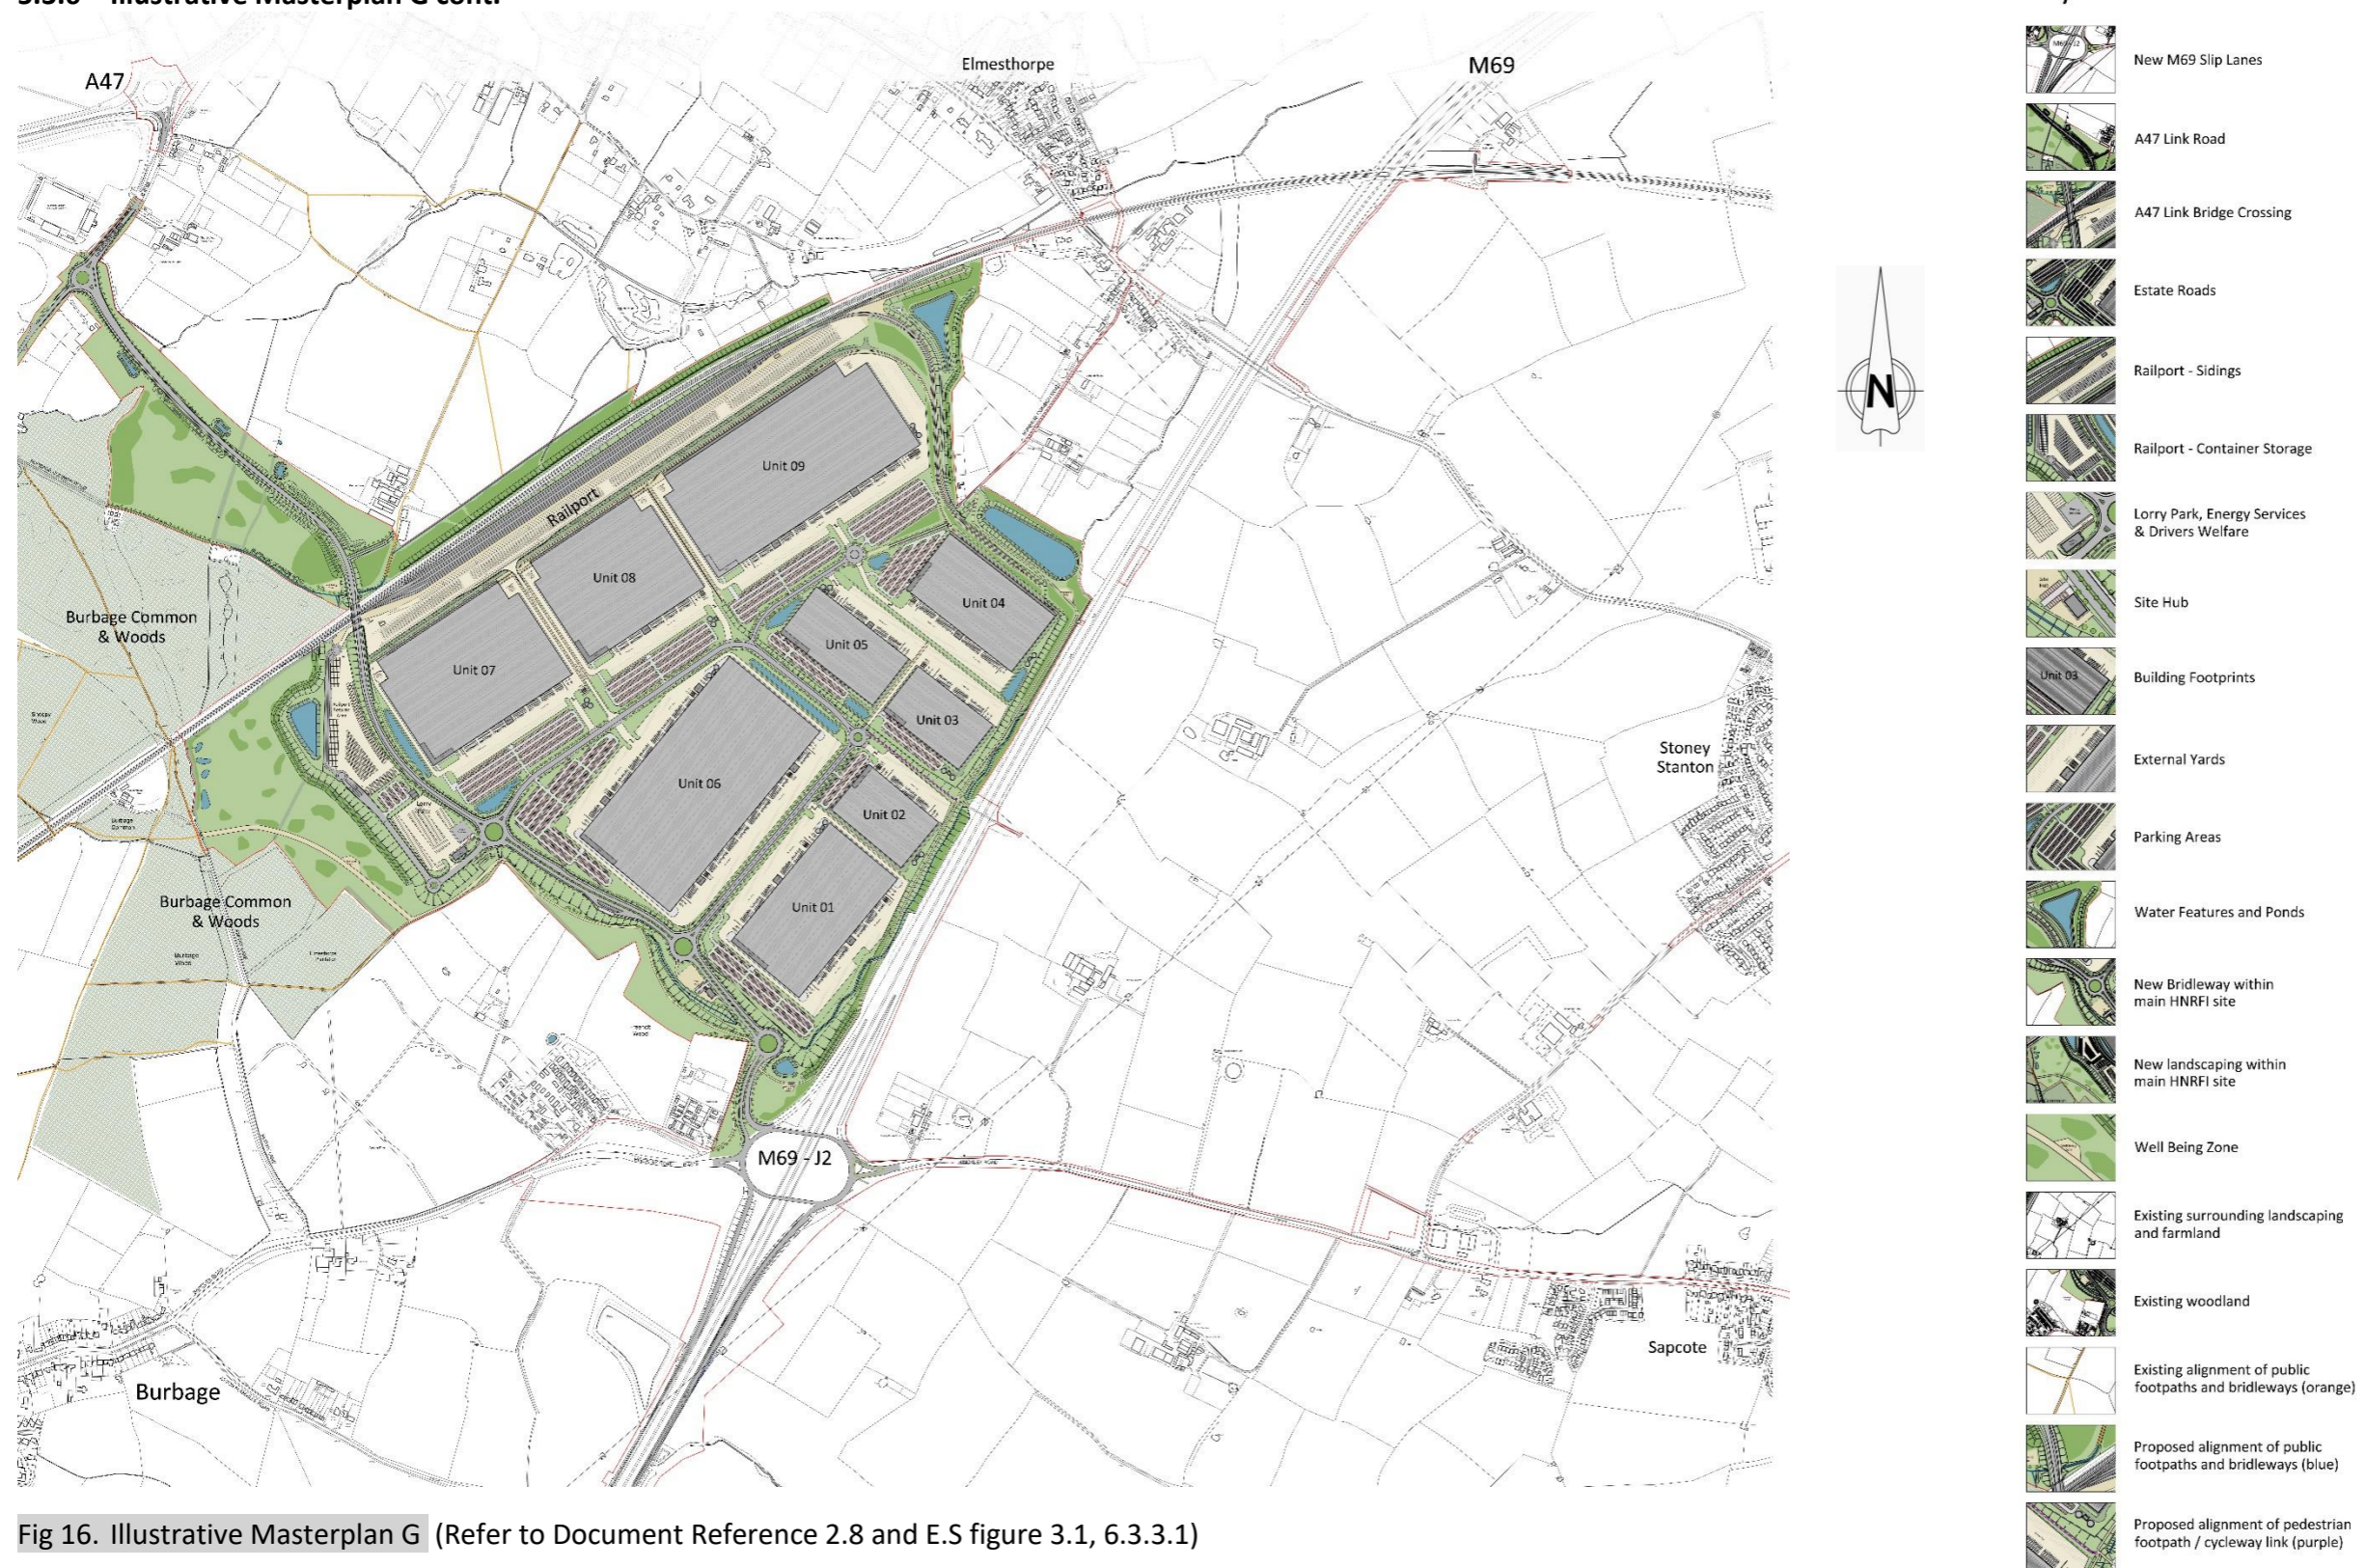 Illustrative Masterplan G cont.
A47
Elmesthorpe
M69
Unit 09
Railport
Unit 08
Unit 04
Burbage Common
& Woods
Unit 05
Unit 07
Unit 03
Stoney
Stanton
Unit 06
Unit 02
Burbage Common
& Woods
Unit 01
M69 - J2
Sapcote
Burbage
N
New M69 Slip Lanes
A47 Link Road
A47 Link Bridge Crossing
Estate Roads
Railport - Sidings
Railport - Container Storage
Lorry Park, Energy Services
& Drivers Welfare
Site Hub
Unit 03
Building Footprints
External Yards
Parking Areas
Water Features and Ponds
New Bridleway within
main HNRFI site
New landscaping within
main HNRFI site
Well Being Zone
Existing surrounding landscaping
and farmland
Existing woodland
Existing alignment of public
footpaths and bridleways (orange)
Proposed alignment of public
footpaths and bridleways (blue)
Proposed alignment of pedestrian
footpath / cycleway link (purple)
Fig 16. Illustrative Masterplan G (Refer to Document Reference 2.8 and E.S figure 3.1, 6.3.3.1)